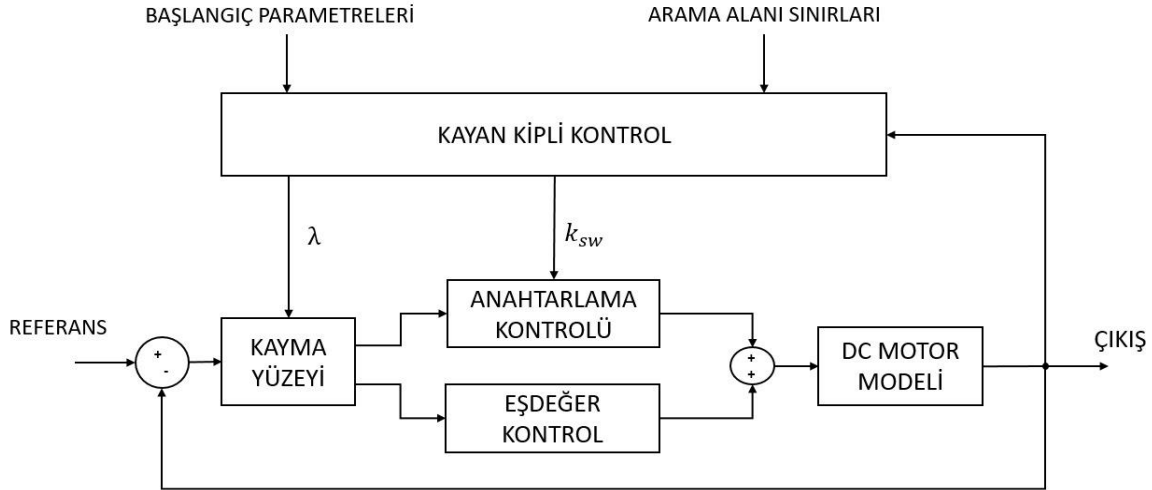 BAŞLANGIÇ PARAMETRELERİ
ARAMA ALANI SINIRLARI
KAYAN KİPLİ KONTROL
λ
k_sw
REFERANS
+
-
KAYMA
YÜZEYİ
ANAHTARLAMA
KONTROLÜ
EŞDEĞER
KONTROL
+
+
DC MOTOR
MODELİ
ÇIKIŞ